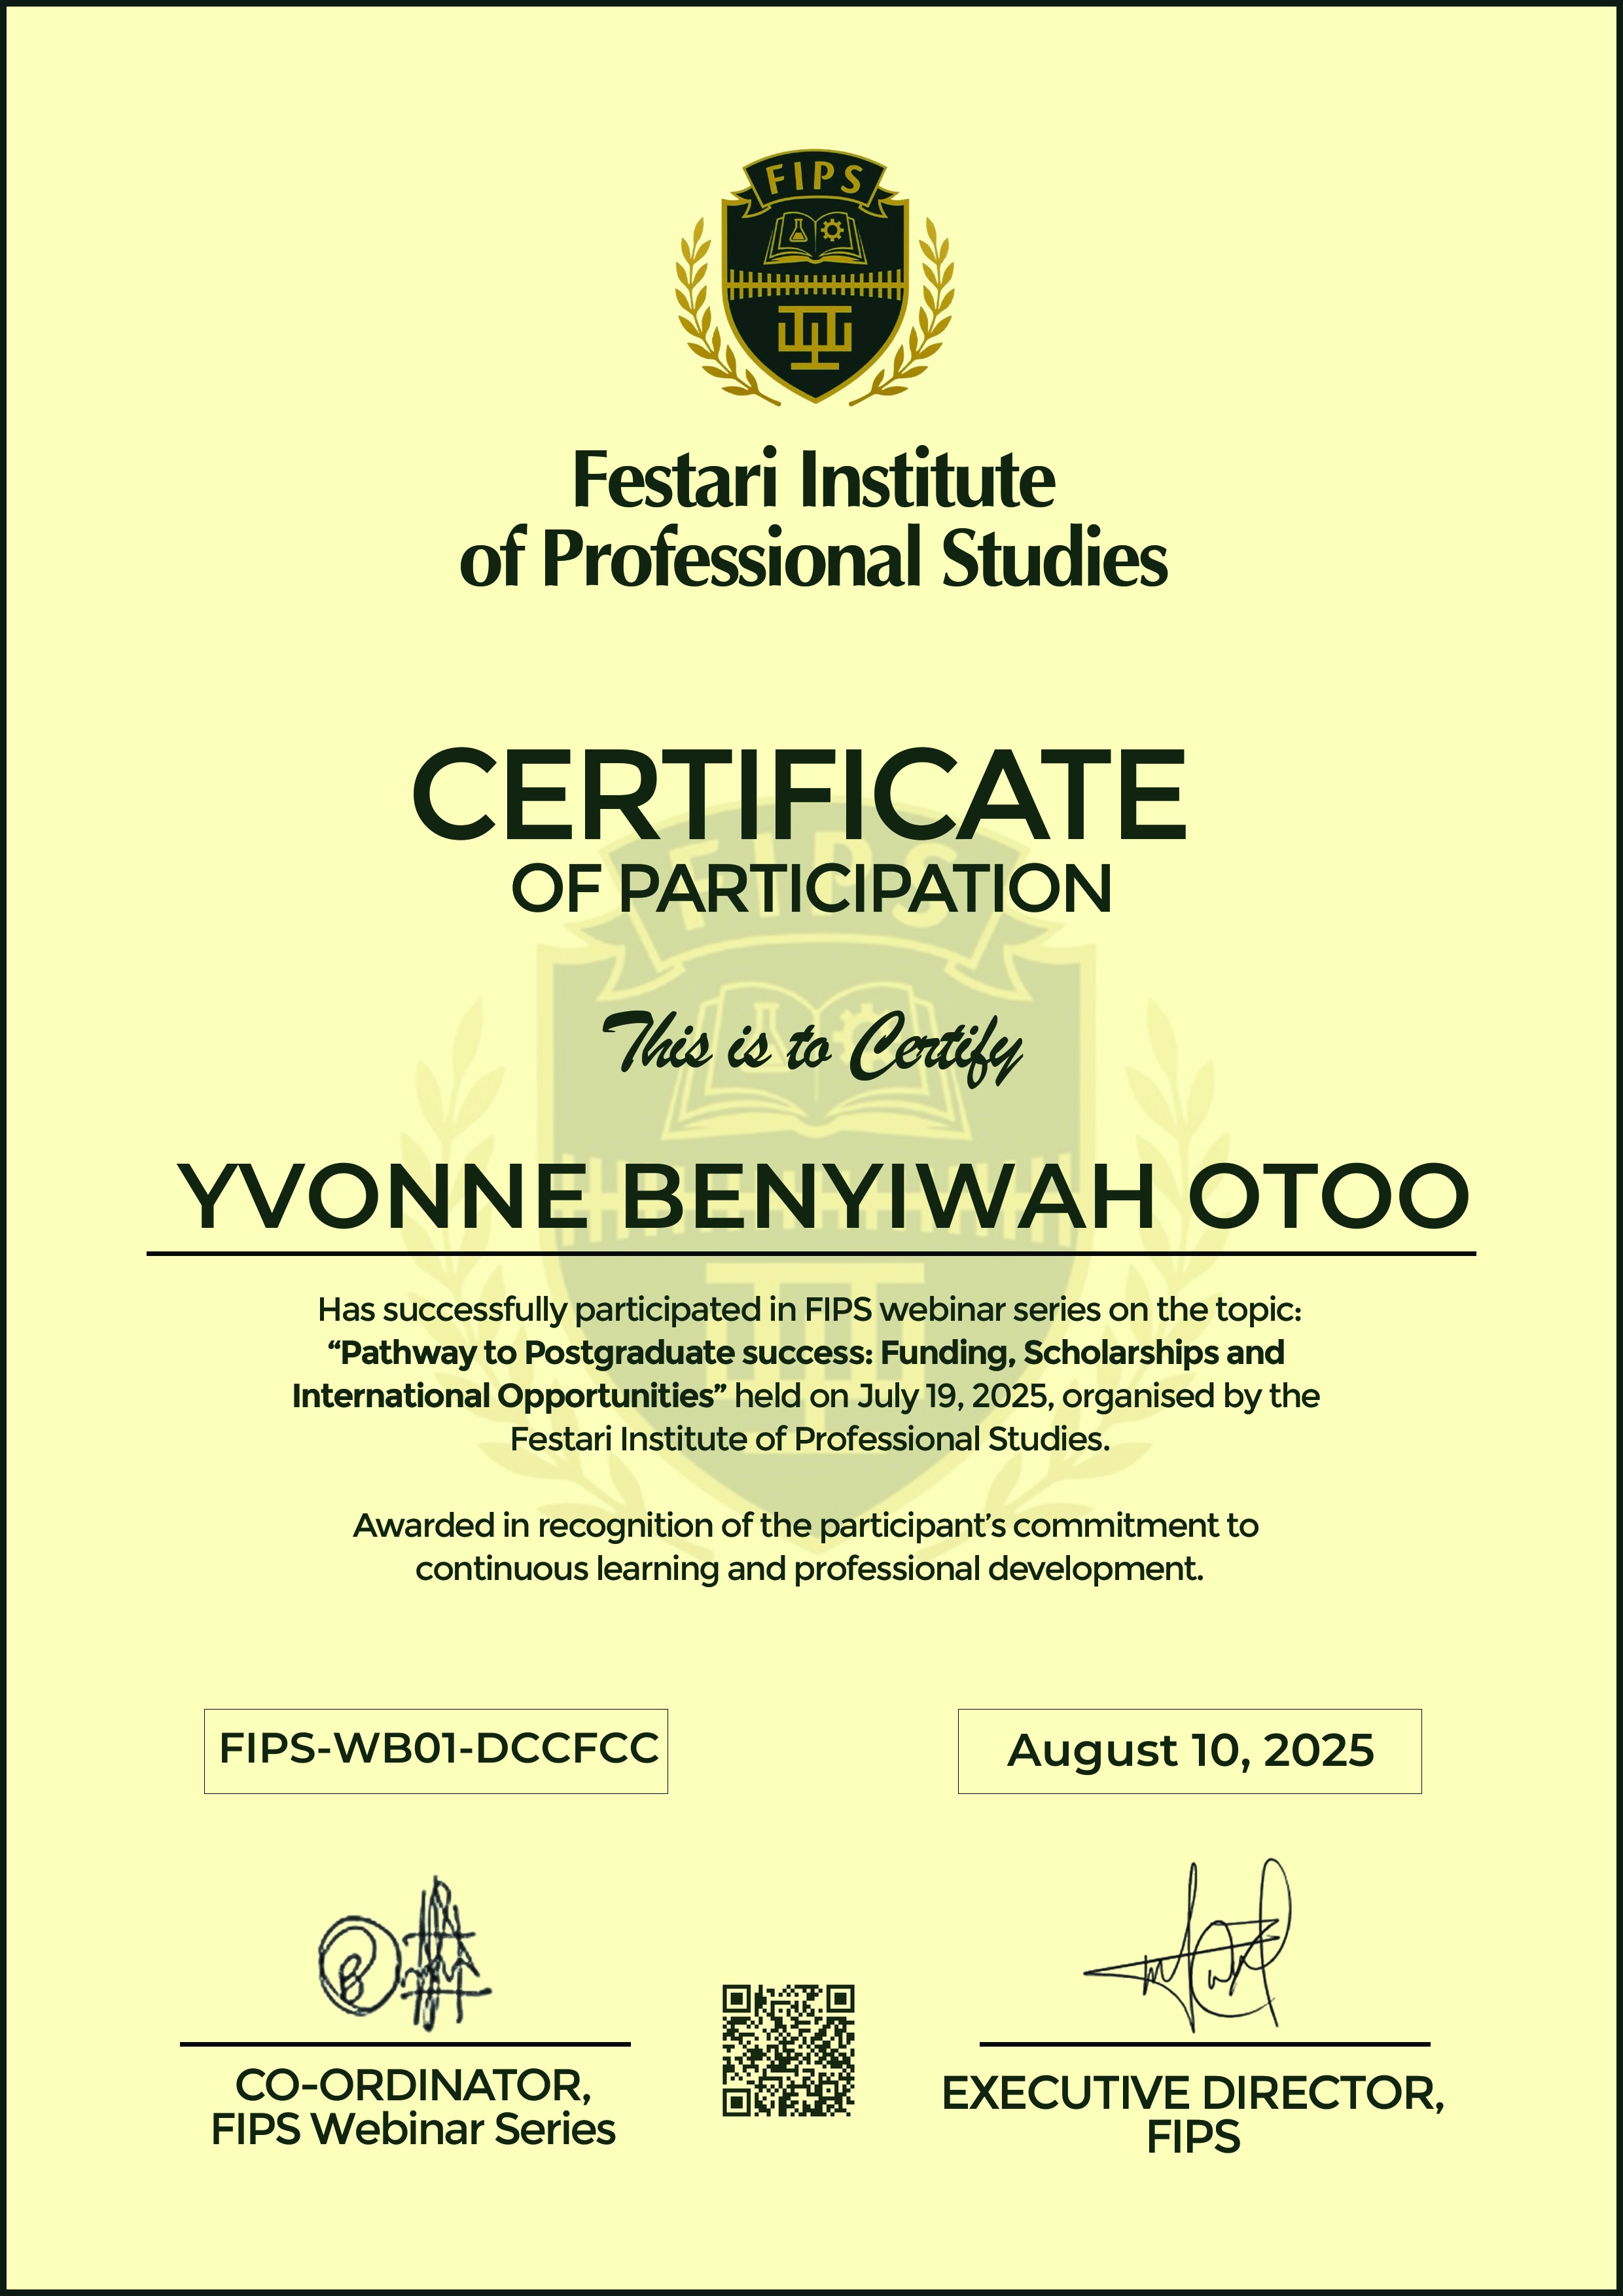 FIPS
Festari Institute
of Professional Studies
CERTIFICATE
OF PARTICIPATION
FIPS
This is to Certify
YVONNE BENYIWAH OTOO
Has successfully participated in FIPS webinar series on the topic:
“Pathway to Postgraduate success: Funding, Scholarships and
International Opportunities” held on July 19, 2025, organised by the
Festari Institute of Professional Studies.
Awarded in recognition of the participant’s commitment to
continuous learning and professional development.
FIPS-WB01-DCCFCC
August 10, 2025
CO-ORDINATOR,
FIPS Webinar Series
EXECUTIVE DIRECTOR,
FIPS